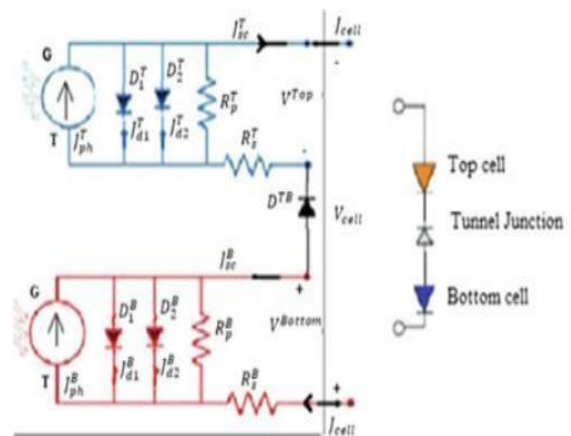 J_sc^T J_cell
G
D_1^T D_2^T
R_p^T
V^Top
T J_ph^T J_d1^T J_d2^T
R_s^T
D^TB
V_cell
J_sc^B
+
G
D_1^B D_2^B
R_p^B
V^Bottom
T J_ph^B J_d1^B J_d2^B
R_s^B
+
J_cell
Top cell
Tunnel Junction
Bottom cell